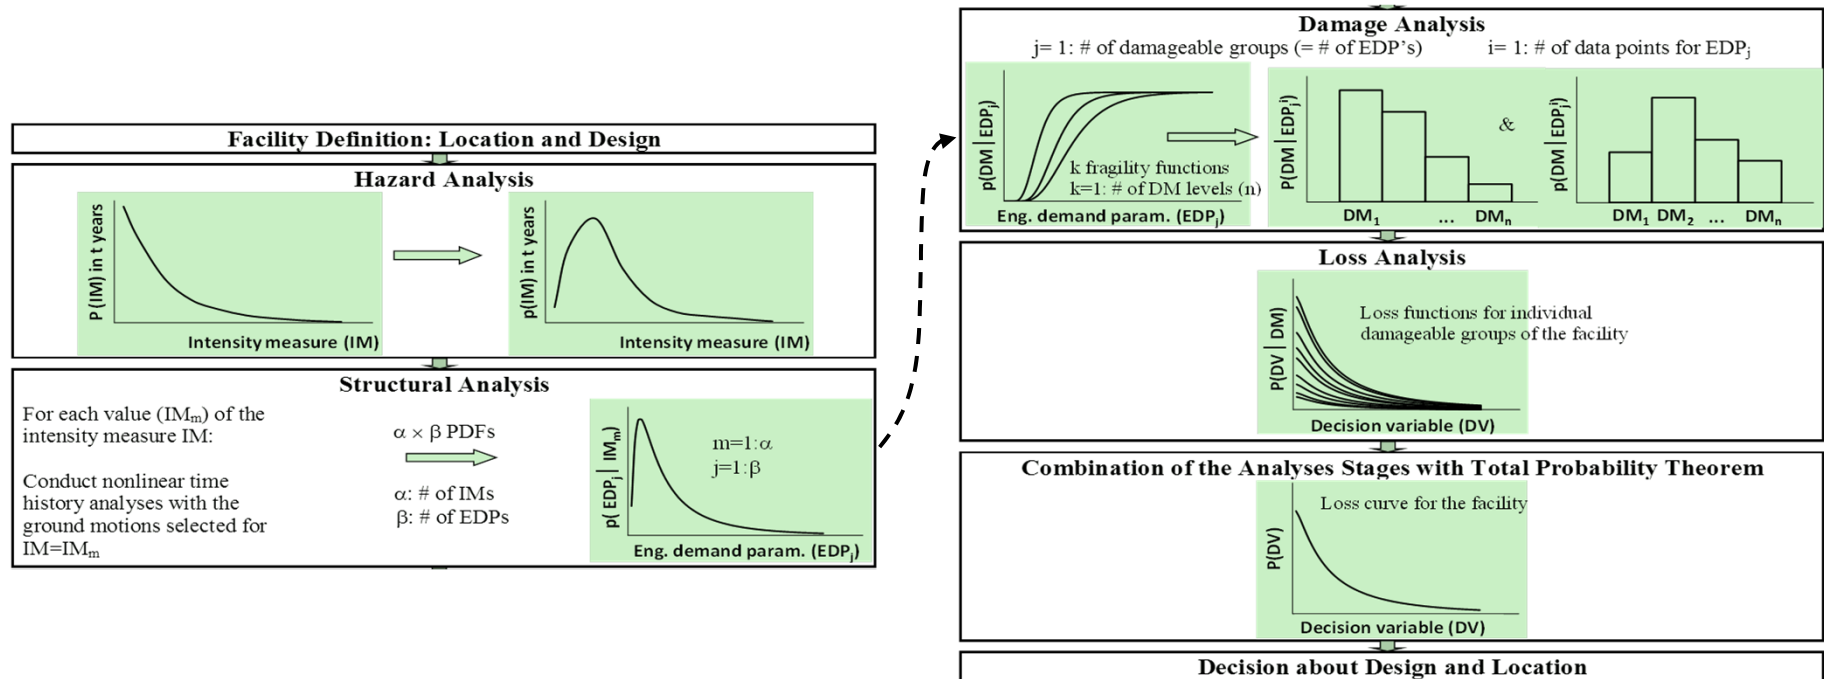 Facility Definition: Location and Design
Hazard Analysis
P (IM) in t years
Intensity measure (IM)
p(IM) in t years
Intensity measure (IM)
Structural Analysis
For each value (IMₘ) of the
intensity measure IM:
Conduct nonlinear time
history analyses with the
ground motions selected for
IM=IMₘ
α × β PDFs
α: # of IMs
β: # of EDPs
p( EDPⱼ | IMₘ)
m=1:α
j=1:β
Eng. demand param. (EDPⱼ)
Damage Analysis
j= 1: # of damageable groups (= # of EDP’s)
i= 1: # of data points for EDPⱼ
p(DM | EDPⱼ)
k fragility functions
k=1: # of DM levels (n)
Eng. demand param. (EDPⱼ)
P(DM | EDPⱼⁱ)
DM₁ ... DMₙ
&
p(DM | EDPⱼⁱ)
DM₁ DM₂ ... DMₙ
Loss Analysis
P(DV | DM)
Loss functions for individual
damageable groups of the facility
Decision variable (DV)
Combination of the Analyses Stages with Total Probability Theorem
Loss curve for the facility
P(DV)
Decision variable (DV)
Decision about Design and Location